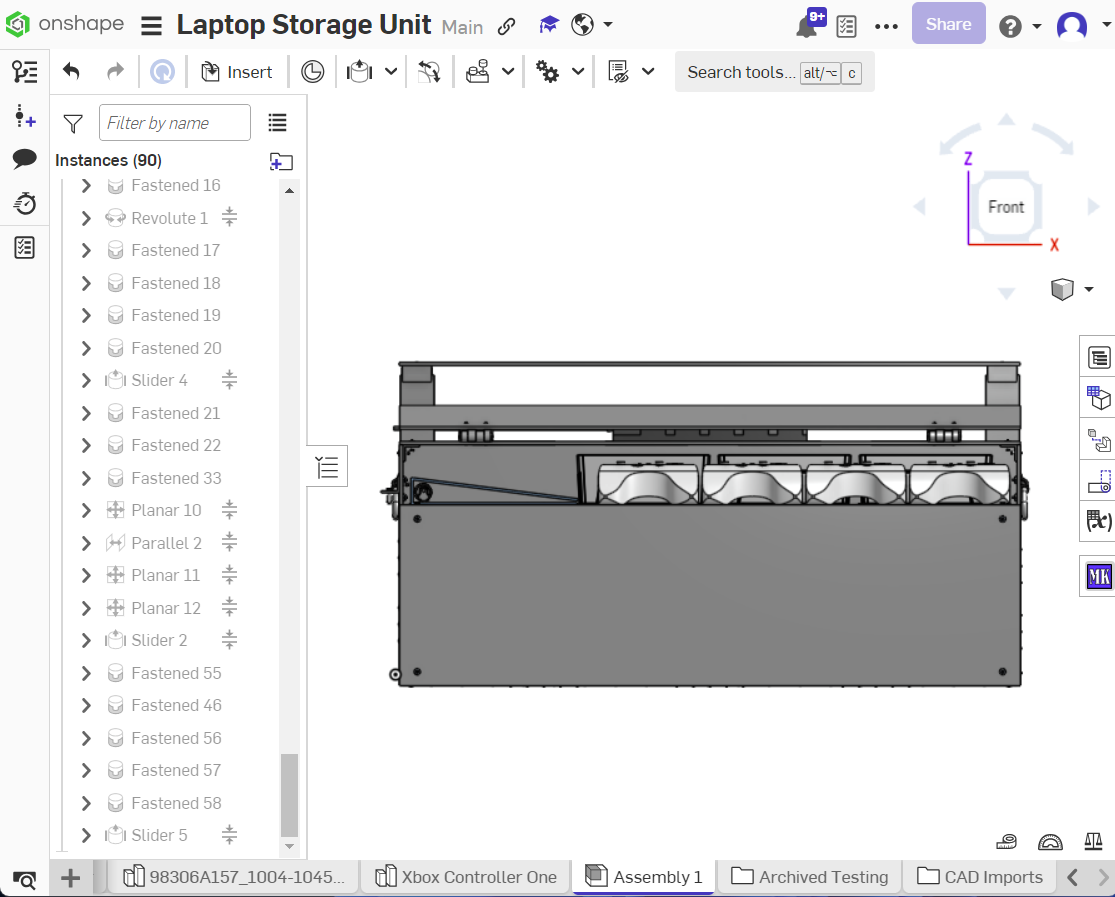 onshape Laptop Storage Unit Main 9+ Share
Insert Search tools... alt/⌥ c
Filter by name
Instances (90)
Fastened 16
Revolute 1
Fastened 17
Fastened 18
Fastened 19
Fastened 20
Slider 4
Fastened 21
Fastened 22
Fastened 33
Planar 10
Parallel 2
Planar 11
Planar 12
Slider 2
Fastened 55
Fastened 46
Fastened 56
Fastened 57
Fastened 58
Slider 5
Z
Front
X
(x)
MK
98306A157_1004-1045... Xbox Controller One Assembly 1 Archived Testing CAD Imports